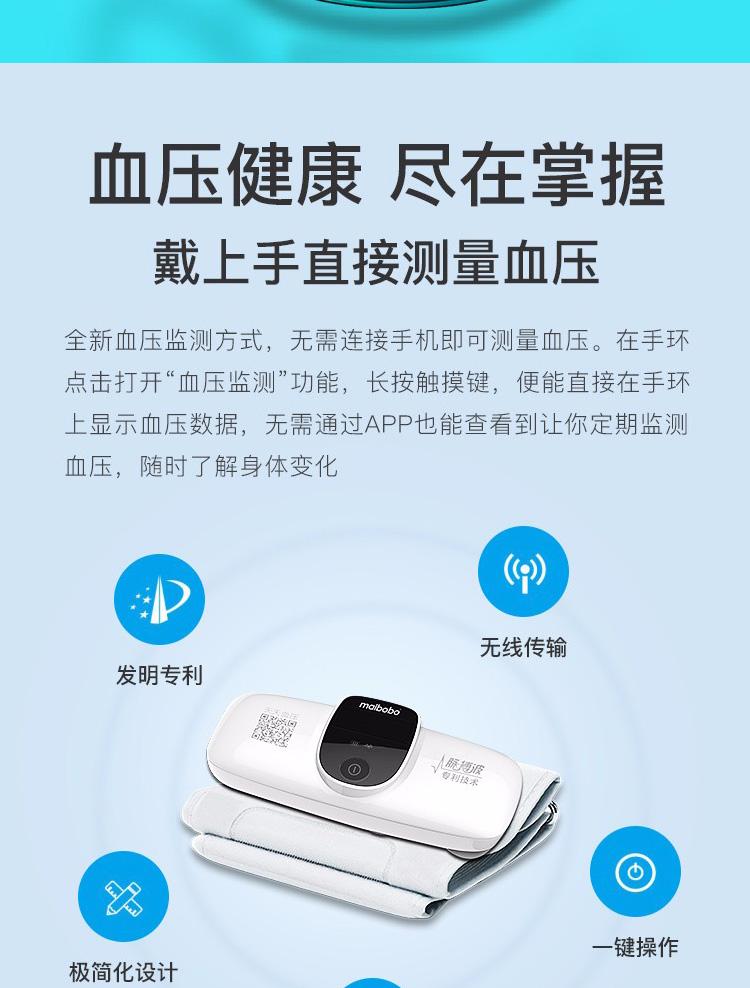 血压健康 尽在掌握
戴上手直接测量血压
全新血压监测方式，无需连接手机即可测量血压。在手环
点击打开“血压监测”功能，长按触摸键，便能直接在手环
上显示血压数据，无需通过APP也能查看到让你定期监测
血压，随时了解身体变化
无线传输
发明专利
maibobo
脉搏波
专利技术
一键操作
极简化设计